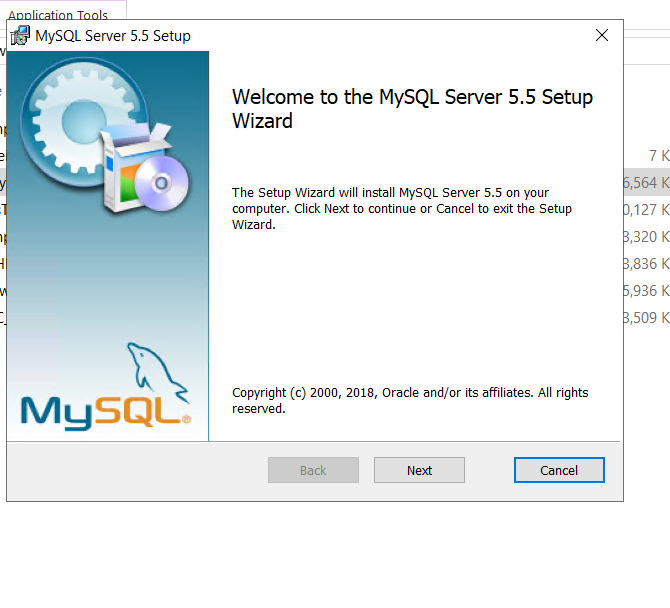 Application Tools
MySQL Server 5.5 Setup
Welcome to the MySQL Server 5.5 Setup
Wizard
7 K
6,564 K
The Setup Wizard will install MySQL Server 5.5 on your
computer. Click Next to continue or Cancel to exit the Setup
Wizard.
0,127 K
3,320 K
3,836 K
5,936 K
3,509 K
Copyright (c) 2000, 2018, Oracle and/or its affiliates. All rights
reserved.
MySQL®
Back
Next
Cancel